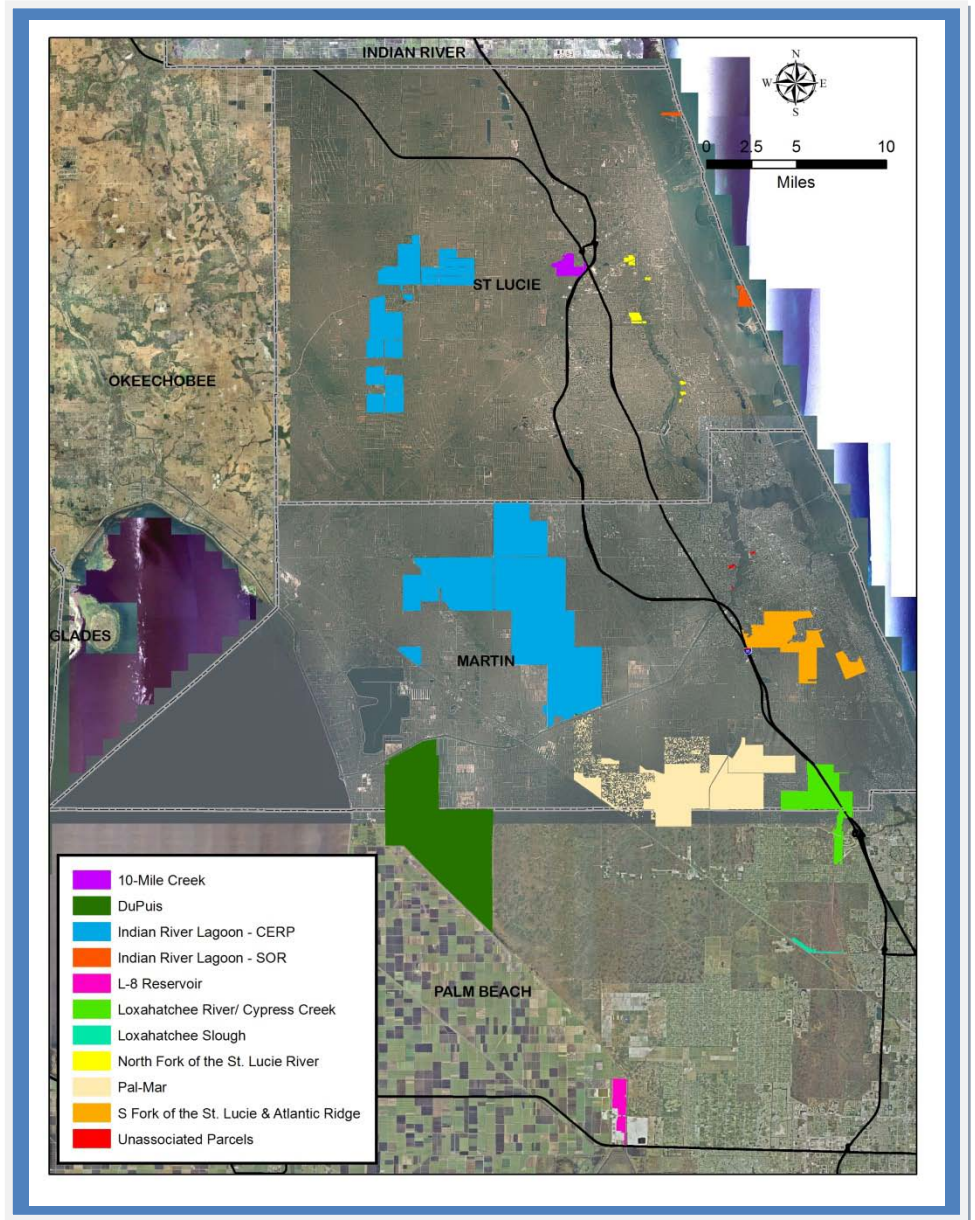 INDIAN RIVER
N
W E
S
0 2.5 5 10
Miles
ST LUCIE
OKEECHOBEE
GLADES
MARTIN
PALM BEACH
10-Mile Creek
DuPuis
Indian River Lagoon - CERP
Indian River Lagoon - SOR
L-8 Reservoir
Loxahatchee River/ Cypress Creek
Loxahatchee Slough
North Fork of the St. Lucie River
Pal-Mar
S Fork of the St. Lucie & Atlantic Ridge
Unassociated Parcels